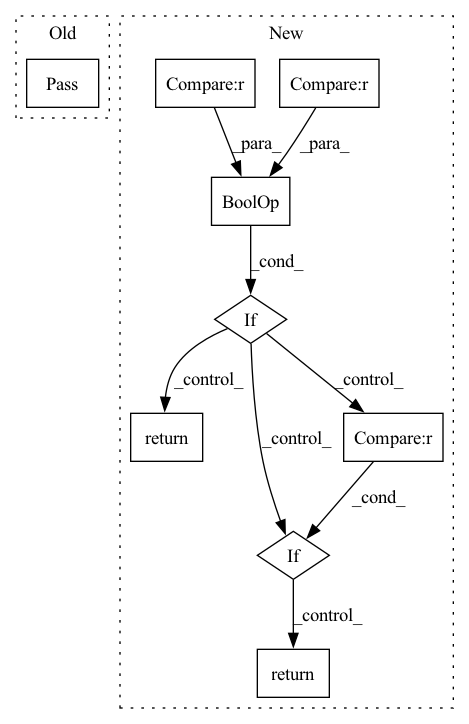 Old
New
Pass
Compare:r
Compare:r
_para_
_para_
BoolOp
_cond_
If
_control_
_control_
_control_
return
Compare:r
_cond_
If
_control_
return